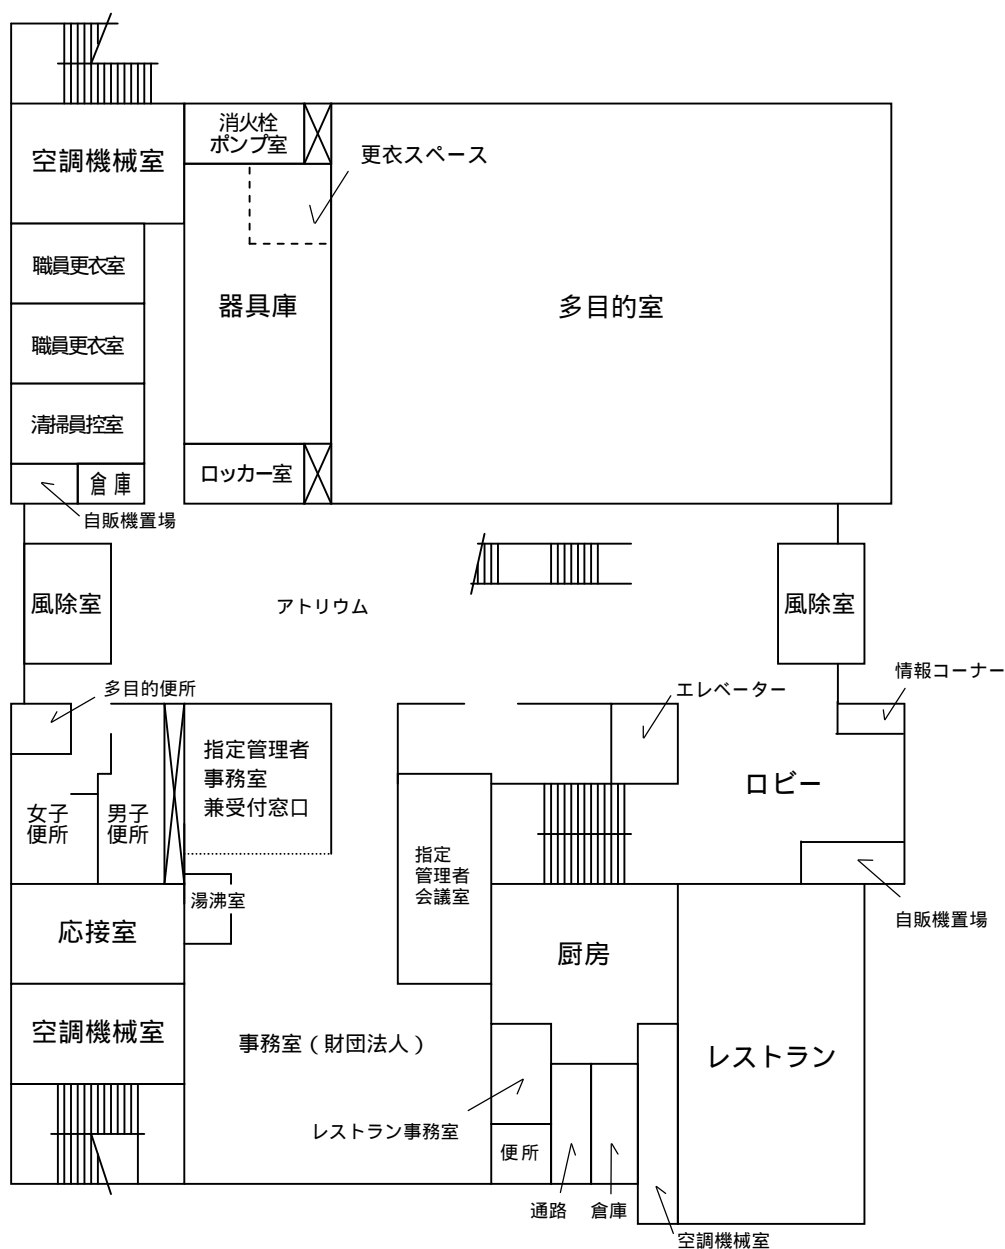 消火栓
ポンプ室
空調機械室
更衣スペース
職員更衣室
器具庫
多目的室
職員更衣室
清掃員控室
ロッカー室
倉庫
自販機置場
風除室
アトリウム
風除室
情報コーナー
多目的便所
エレベーター
指定管理者
事務室
兼受付窓口
ロビー
女子
便所
男子
便所
指定
管理者
会議室
湯沸室
自販機置場
応接室
厨房
空調機械室
事務室(財団法人)
レストラン
レストラン事務室
便所
通路
倉庫
空調機械室